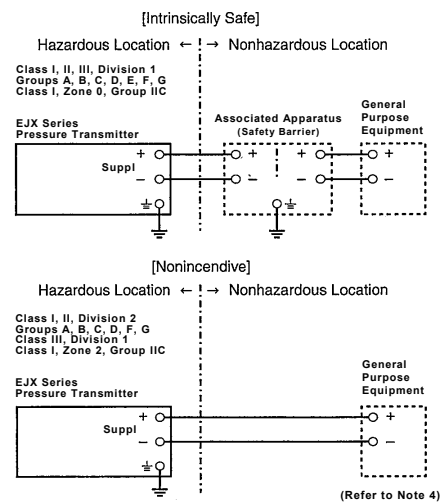 [Intrinsically Safe]
Hazardous Location ← → Nonhazardous Location
Class I, II, III, Division 1
Groups A, B, C, D, E, F, G
Class I, Zone 0, Group IIC
EJX Series
Pressure Transmitter
Associated Apparatus
(Safety Barrier)
General
Purpose
Equipment
+ + + +
Suppl
− − − −
[Nonincendive]
Hazardous Location ← → Nonhazardous Location
Class I, II, Division 2
Groups A, B, C, D, F, G
Class III, Division 1
Class I, Zone 2, Group IIC
EJX Series
Pressure Transmitter
General
Purpose
Equipment
+ +
Suppl
− −
(Refer to Note 4)